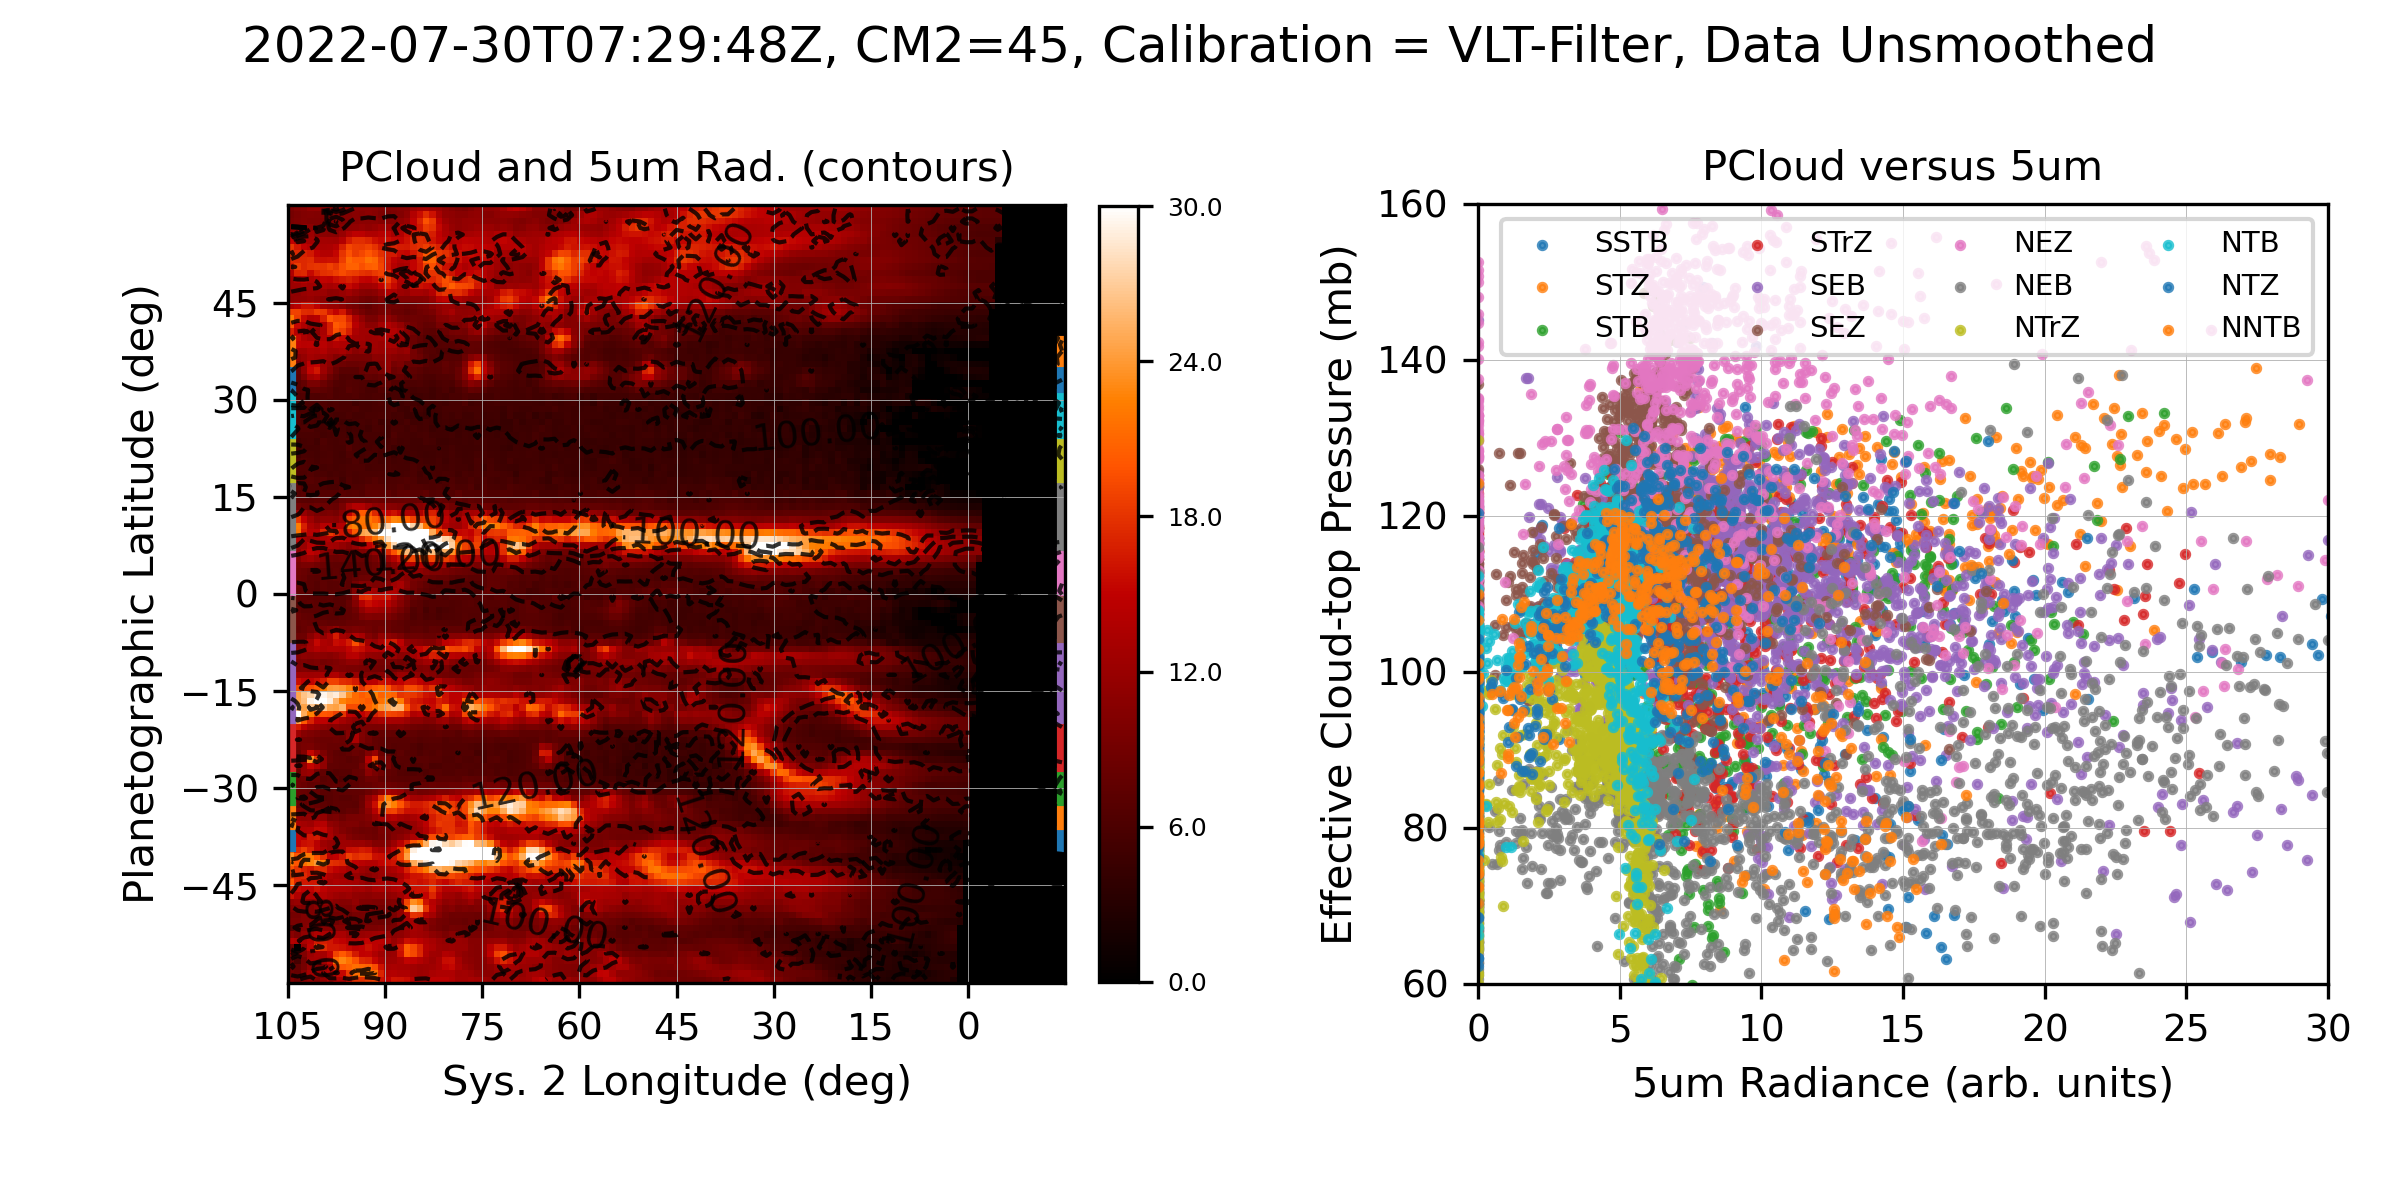 2022-07-30T07:29:48Z, CM2=45, Calibration = VLT-Filter, Data Unsmoothed
PCloud and 5um Rad. (contours)
Planetographic Latitude (deg)
45
30
15
0
−15
−30
−45
105 90 75 60 45 30 15 0
Sys. 2 Longitude (deg)
120.00
100.00
80.00
100.00
140.00
120.00
120.00
100.00
30.0
24.0
18.0
12.0
6.0
0.0
PCloud versus 5um
Effective Cloud-top Pressure (mb)
160
140
120
100
80
60
SSTB STrZ NEZ NTB
STZ SEB NEB NTZ
STB SEZ NTrZ NNTB
0 5 10 15 20 25 30
5um Radiance (arb. units)